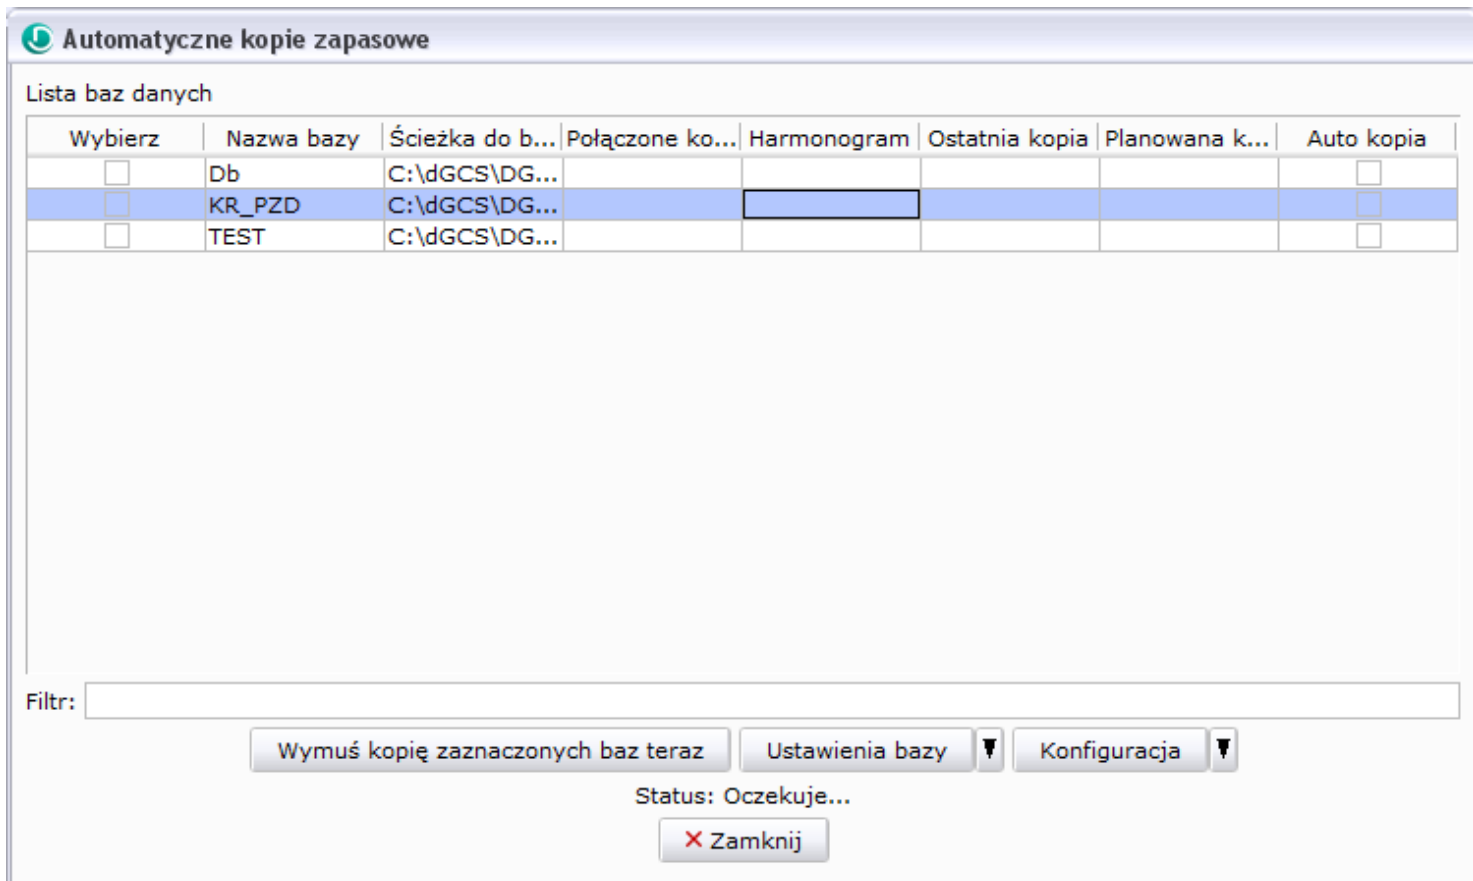 Automatyczne kopie zapasowe
Lista baz danych
Wybierz Nazwa bazy Ścieżka do b... Połączone ko... Harmonogram Ostatnia kopia Planowana k... Auto kopia
Db C:\dGCS\DG...
KR_PZD C:\dGCS\DG...
TEST C:\dGCS\DG...
Filtr:
Wymuś kopię zaznaczonych baz teraz Ustawienia bazy Konfiguracja
Status: Oczekuje...
Zamknij